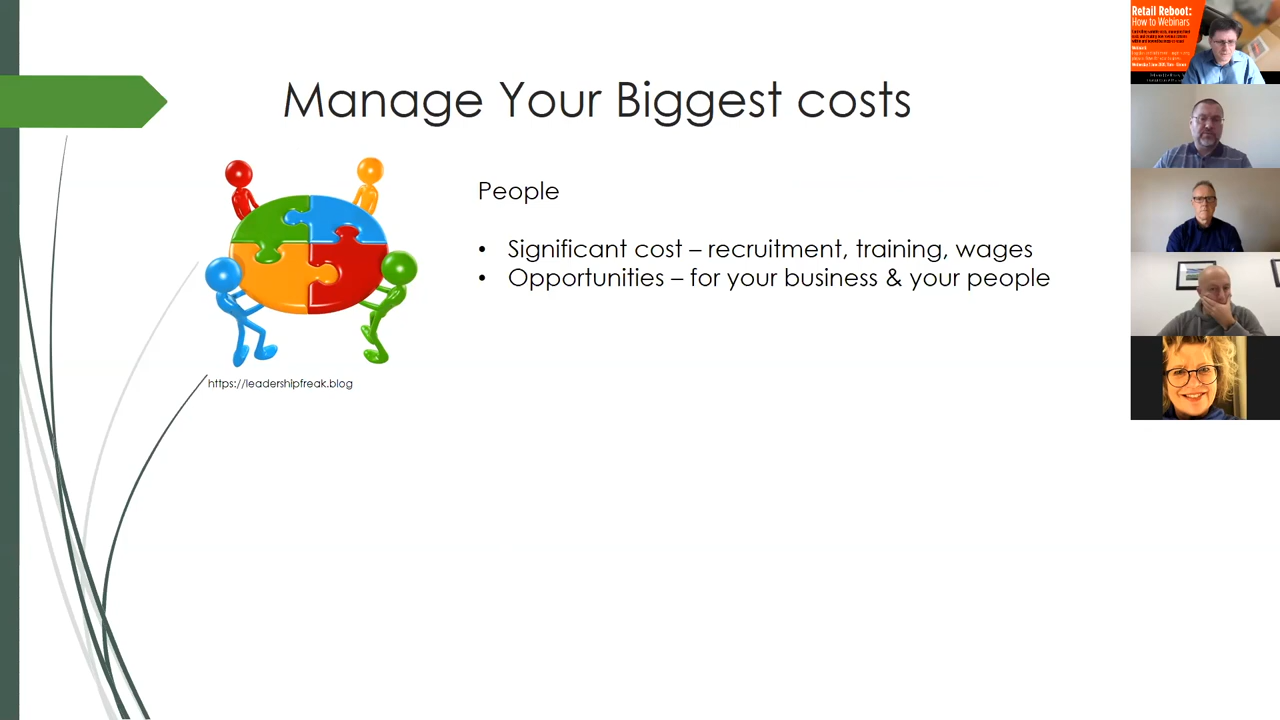 Manage Your Biggest costs
People
• Significant cost – recruitment, training, wages
• Opportunities – for your business & your people
https://leadershipfreak.blog
Retail Reboot:
How to Webinars